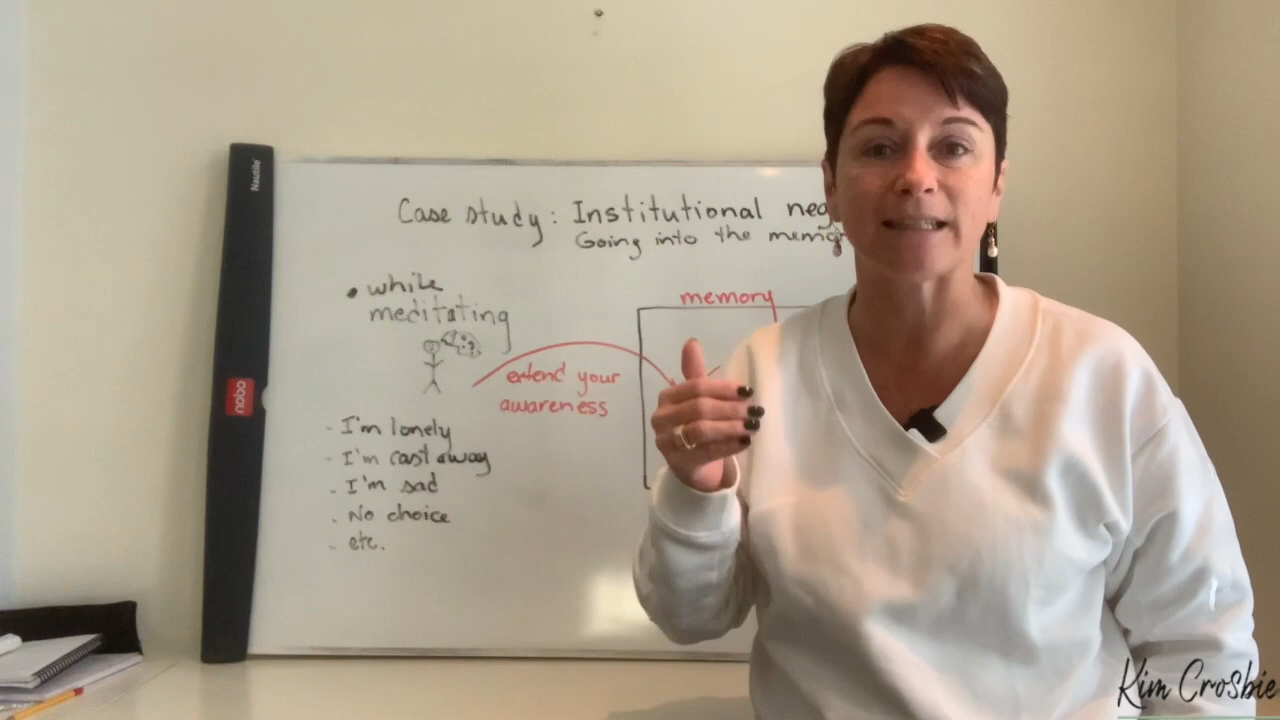 Nautile
Case study: Institutional neg
Going into the memor
• while
meditating
memory
extend your
awareness
nobo
- I'm lonely
- I'm cast away
- I'm sad
. No choice
- etc.
Kim Crosbie